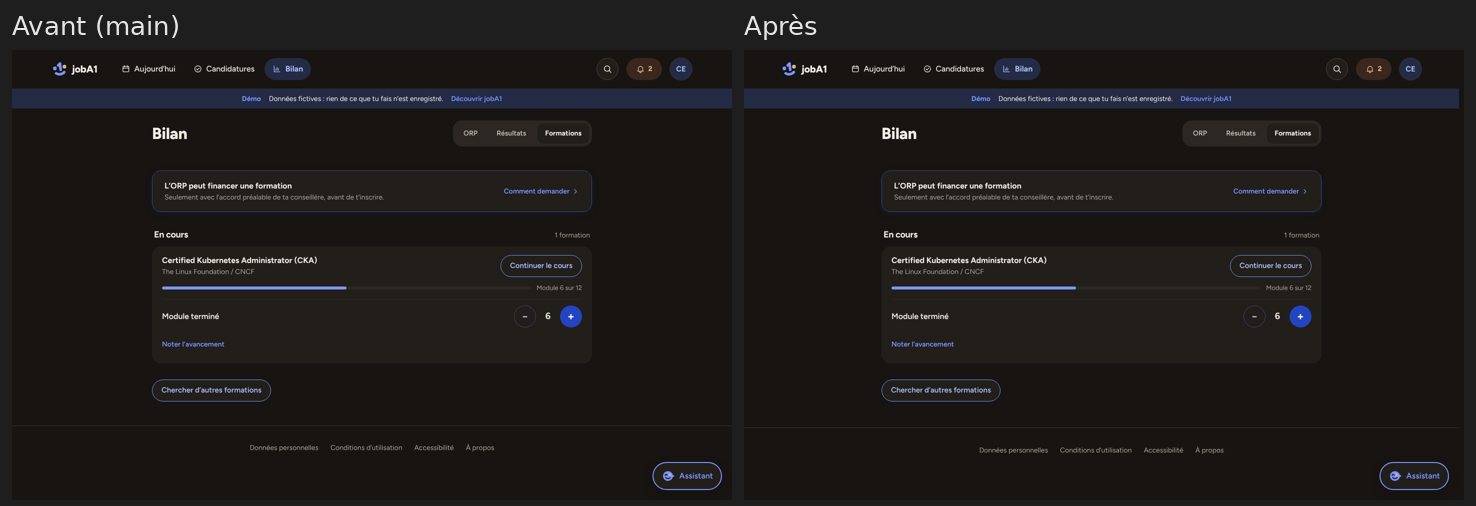 Avant (main)
jobA1 Aujourd'hui Candidatures Bilan 2 CE
Démo Données fictives : rien de ce que tu fais n'est enregistré. Découvrir jobA1
Bilan ORP Résultats Formations
L'ORP peut financer une formation
Seulement avec l'accord préalable de ta conseillère, avant de t'inscrire.
Comment demander >
En cours 1 formation
Certified Kubernetes Administrator (CKA)
The Linux Foundation / CNCF
Continuer le cours
Module 6 sur 12
Module terminé − 6 +
Noter l'avancement
Chercher d'autres formations
Données personnelles Conditions d'utilisation Accessibilité À propos
Assistant
Après
jobA1 Aujourd'hui Candidatures Bilan 2 CE
Démo Données fictives : rien de ce que tu fais n'est enregistré. Découvrir jobA1
Bilan ORP Résultats Formations
L'ORP peut financer une formation
Seulement avec l'accord préalable de ta conseillère, avant de t'inscrire.
Comment demander >
En cours 1 formation
Certified Kubernetes Administrator (CKA)
The Linux Foundation / CNCF
Continuer le cours
Module 6 sur 12
Module terminé − 6 +
Noter l'avancement
Chercher d'autres formations
Données personnelles Conditions d'utilisation Accessibilité À propos
Assistant